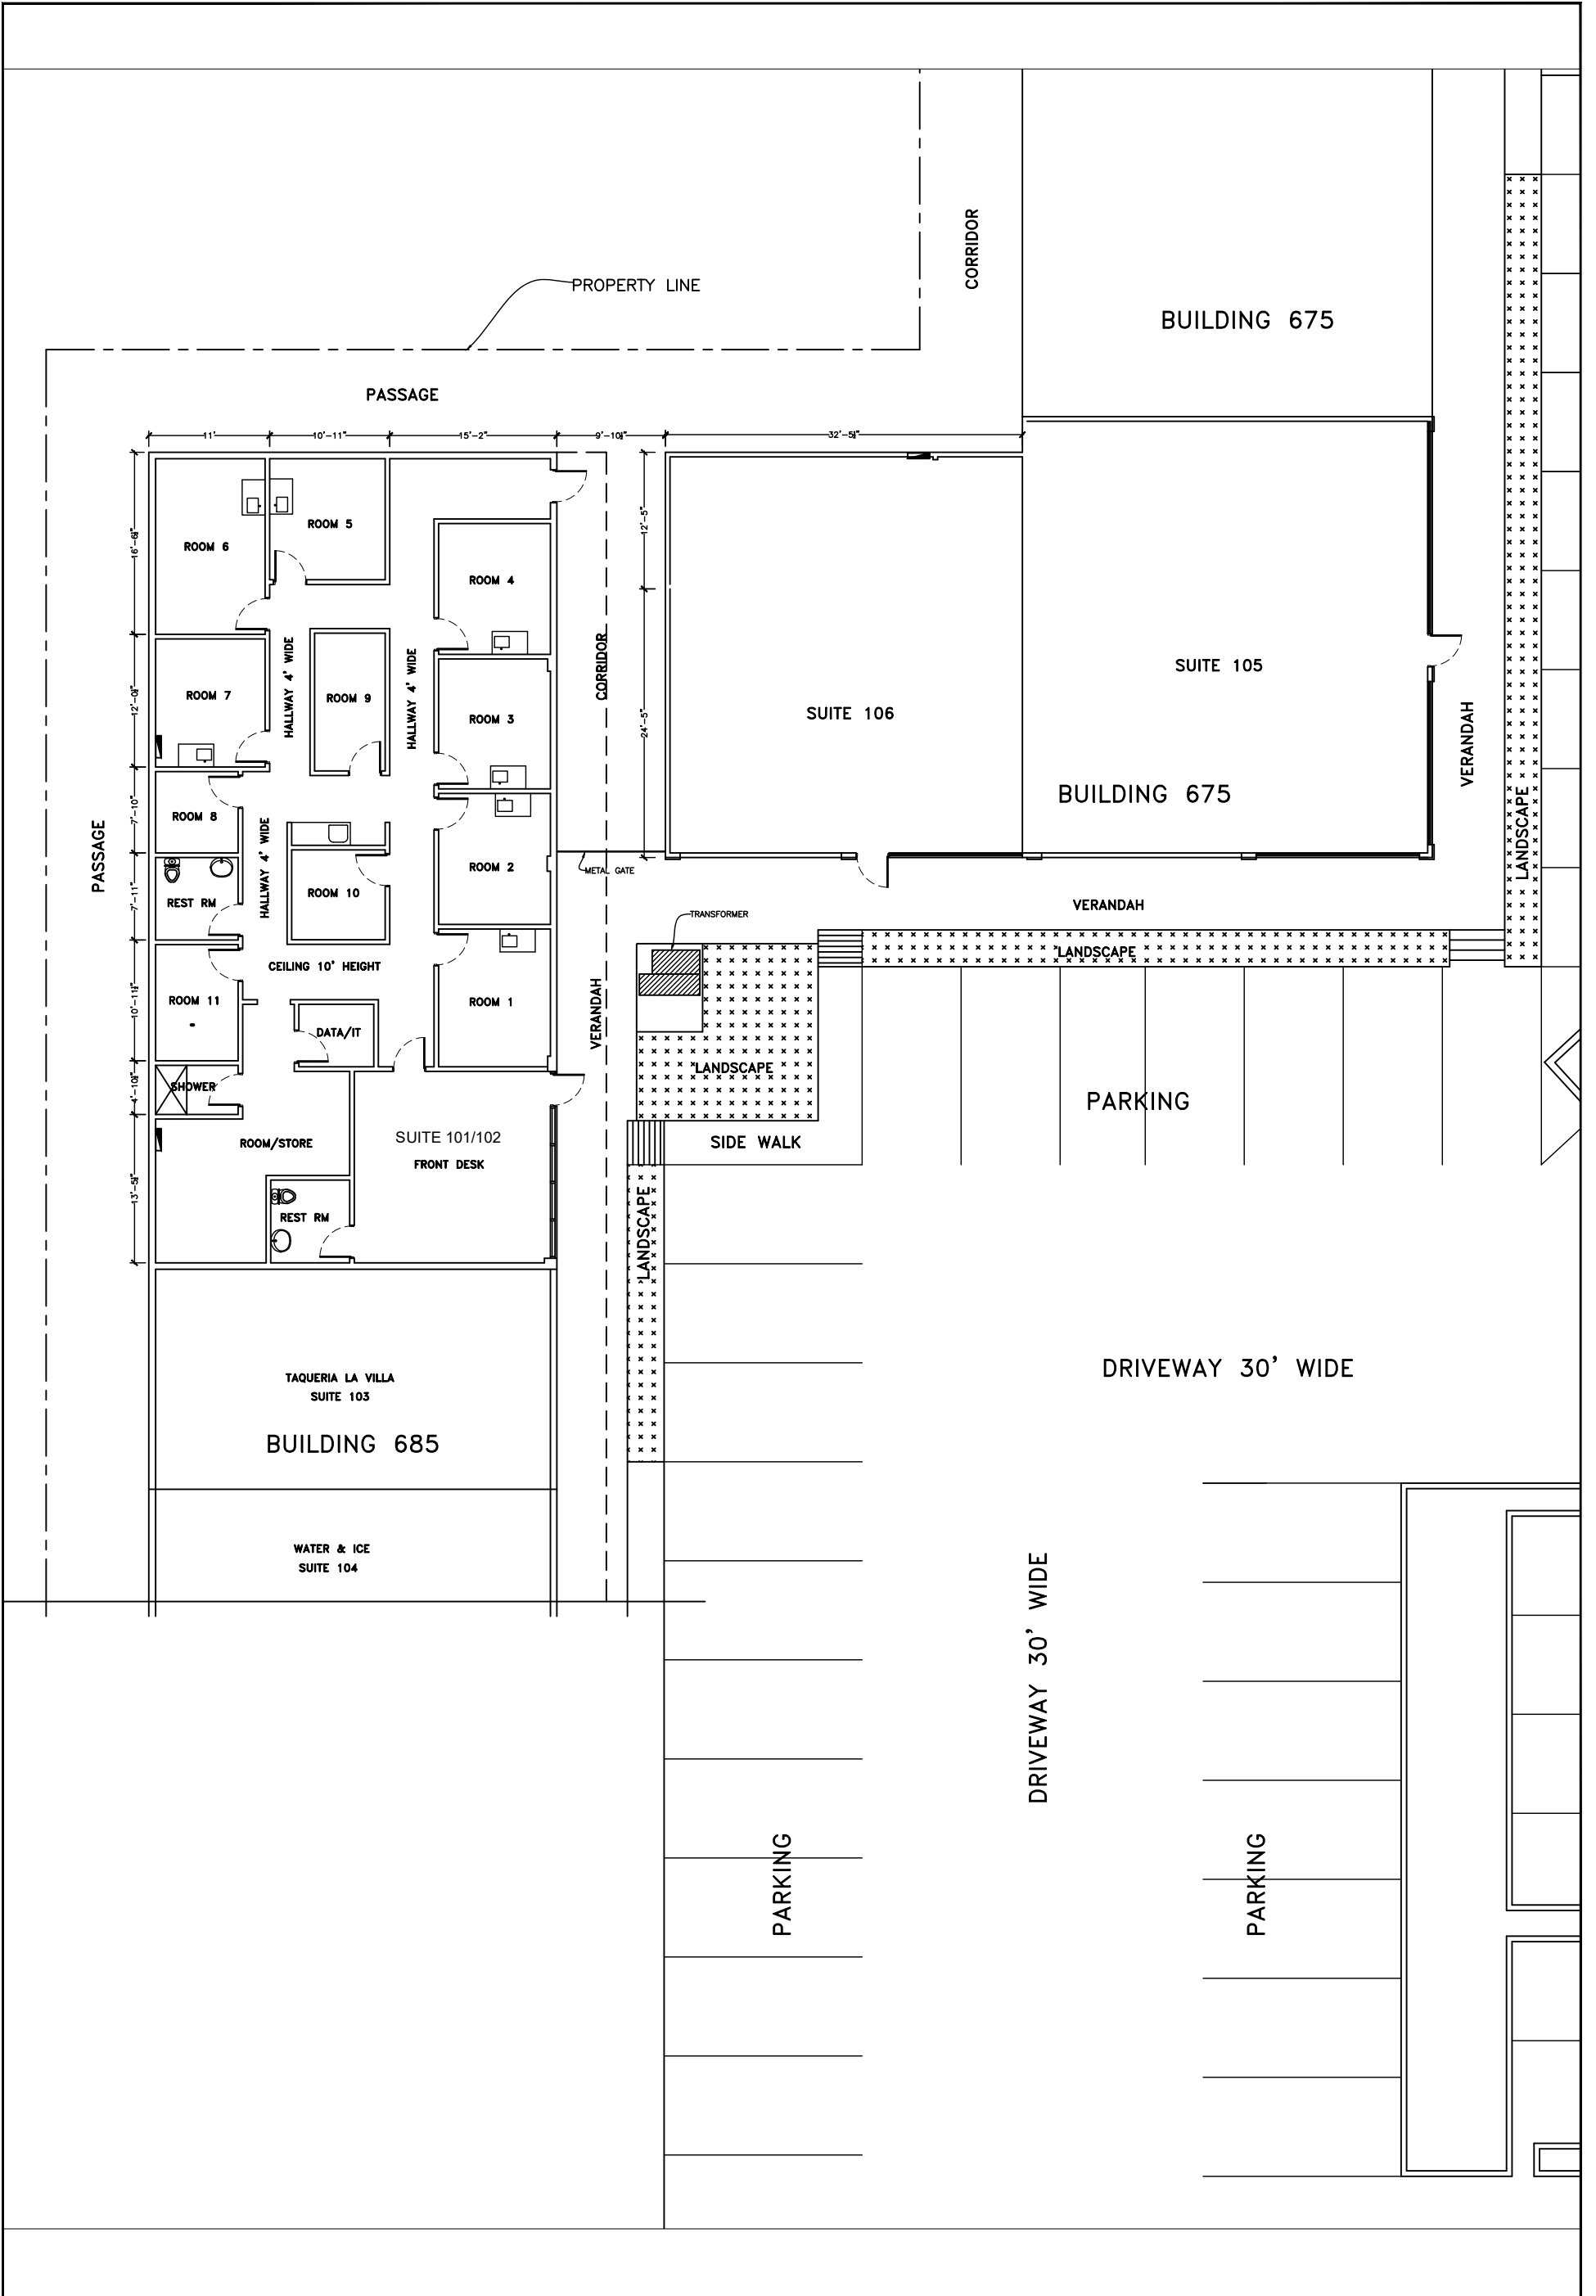 CORRIDOR
PROPERTY LINE
BUILDING 675
PASSAGE
11'
10'-11"
15'-2"
32'-5½"
ROOM 5
ROOM 6
12'-5"
ROOM 4
HALLWAY 4' WIDE
HALLWAY 4' WIDE
CORRIDOR
SUITE 105
ROOM 7
ROOM 9
ROOM 3
SUITE 106
24'-5"
VERANDAH
BUILDING 675
7'-10"
ROOM 8
PASSAGE
HALLWAY 4' WIDE
ROOM 2
METAL GATE
LANDSCAPE
7'-11"
REST RM
ROOM 10
VERANDAH
TRANSFORMER
LANDSCAPE
CEILING 10' HEIGHT
ROOM 11
ROOM 1
VERANDAH
DATA/IT
LANDSCAPE
SHOWER
PARKING
ROOM/STORE
SUITE 101/102
FRONT DESK
SIDE WALK
REST RM
LANDSCAPE
TAQUERIA LA VILLA
SUITE 103
DRIVEWAY 30' WIDE
BUILDING 685
WATER & ICE
SUITE 104
DRIVEWAY 30' WIDE
PARKING
PARKING